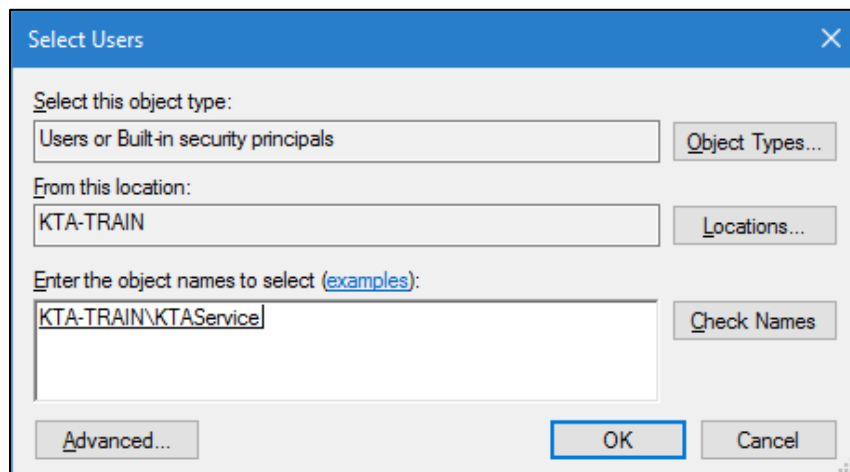 Select Users
Select this object type:
Users or Built-in security principals
Object Types...
From this location:
KTA-TRAIN
Locations...
Enter the object names to select (examples):
KTA-TRAIN\KTAService
Check Names
Advanced...
OK
Cancel